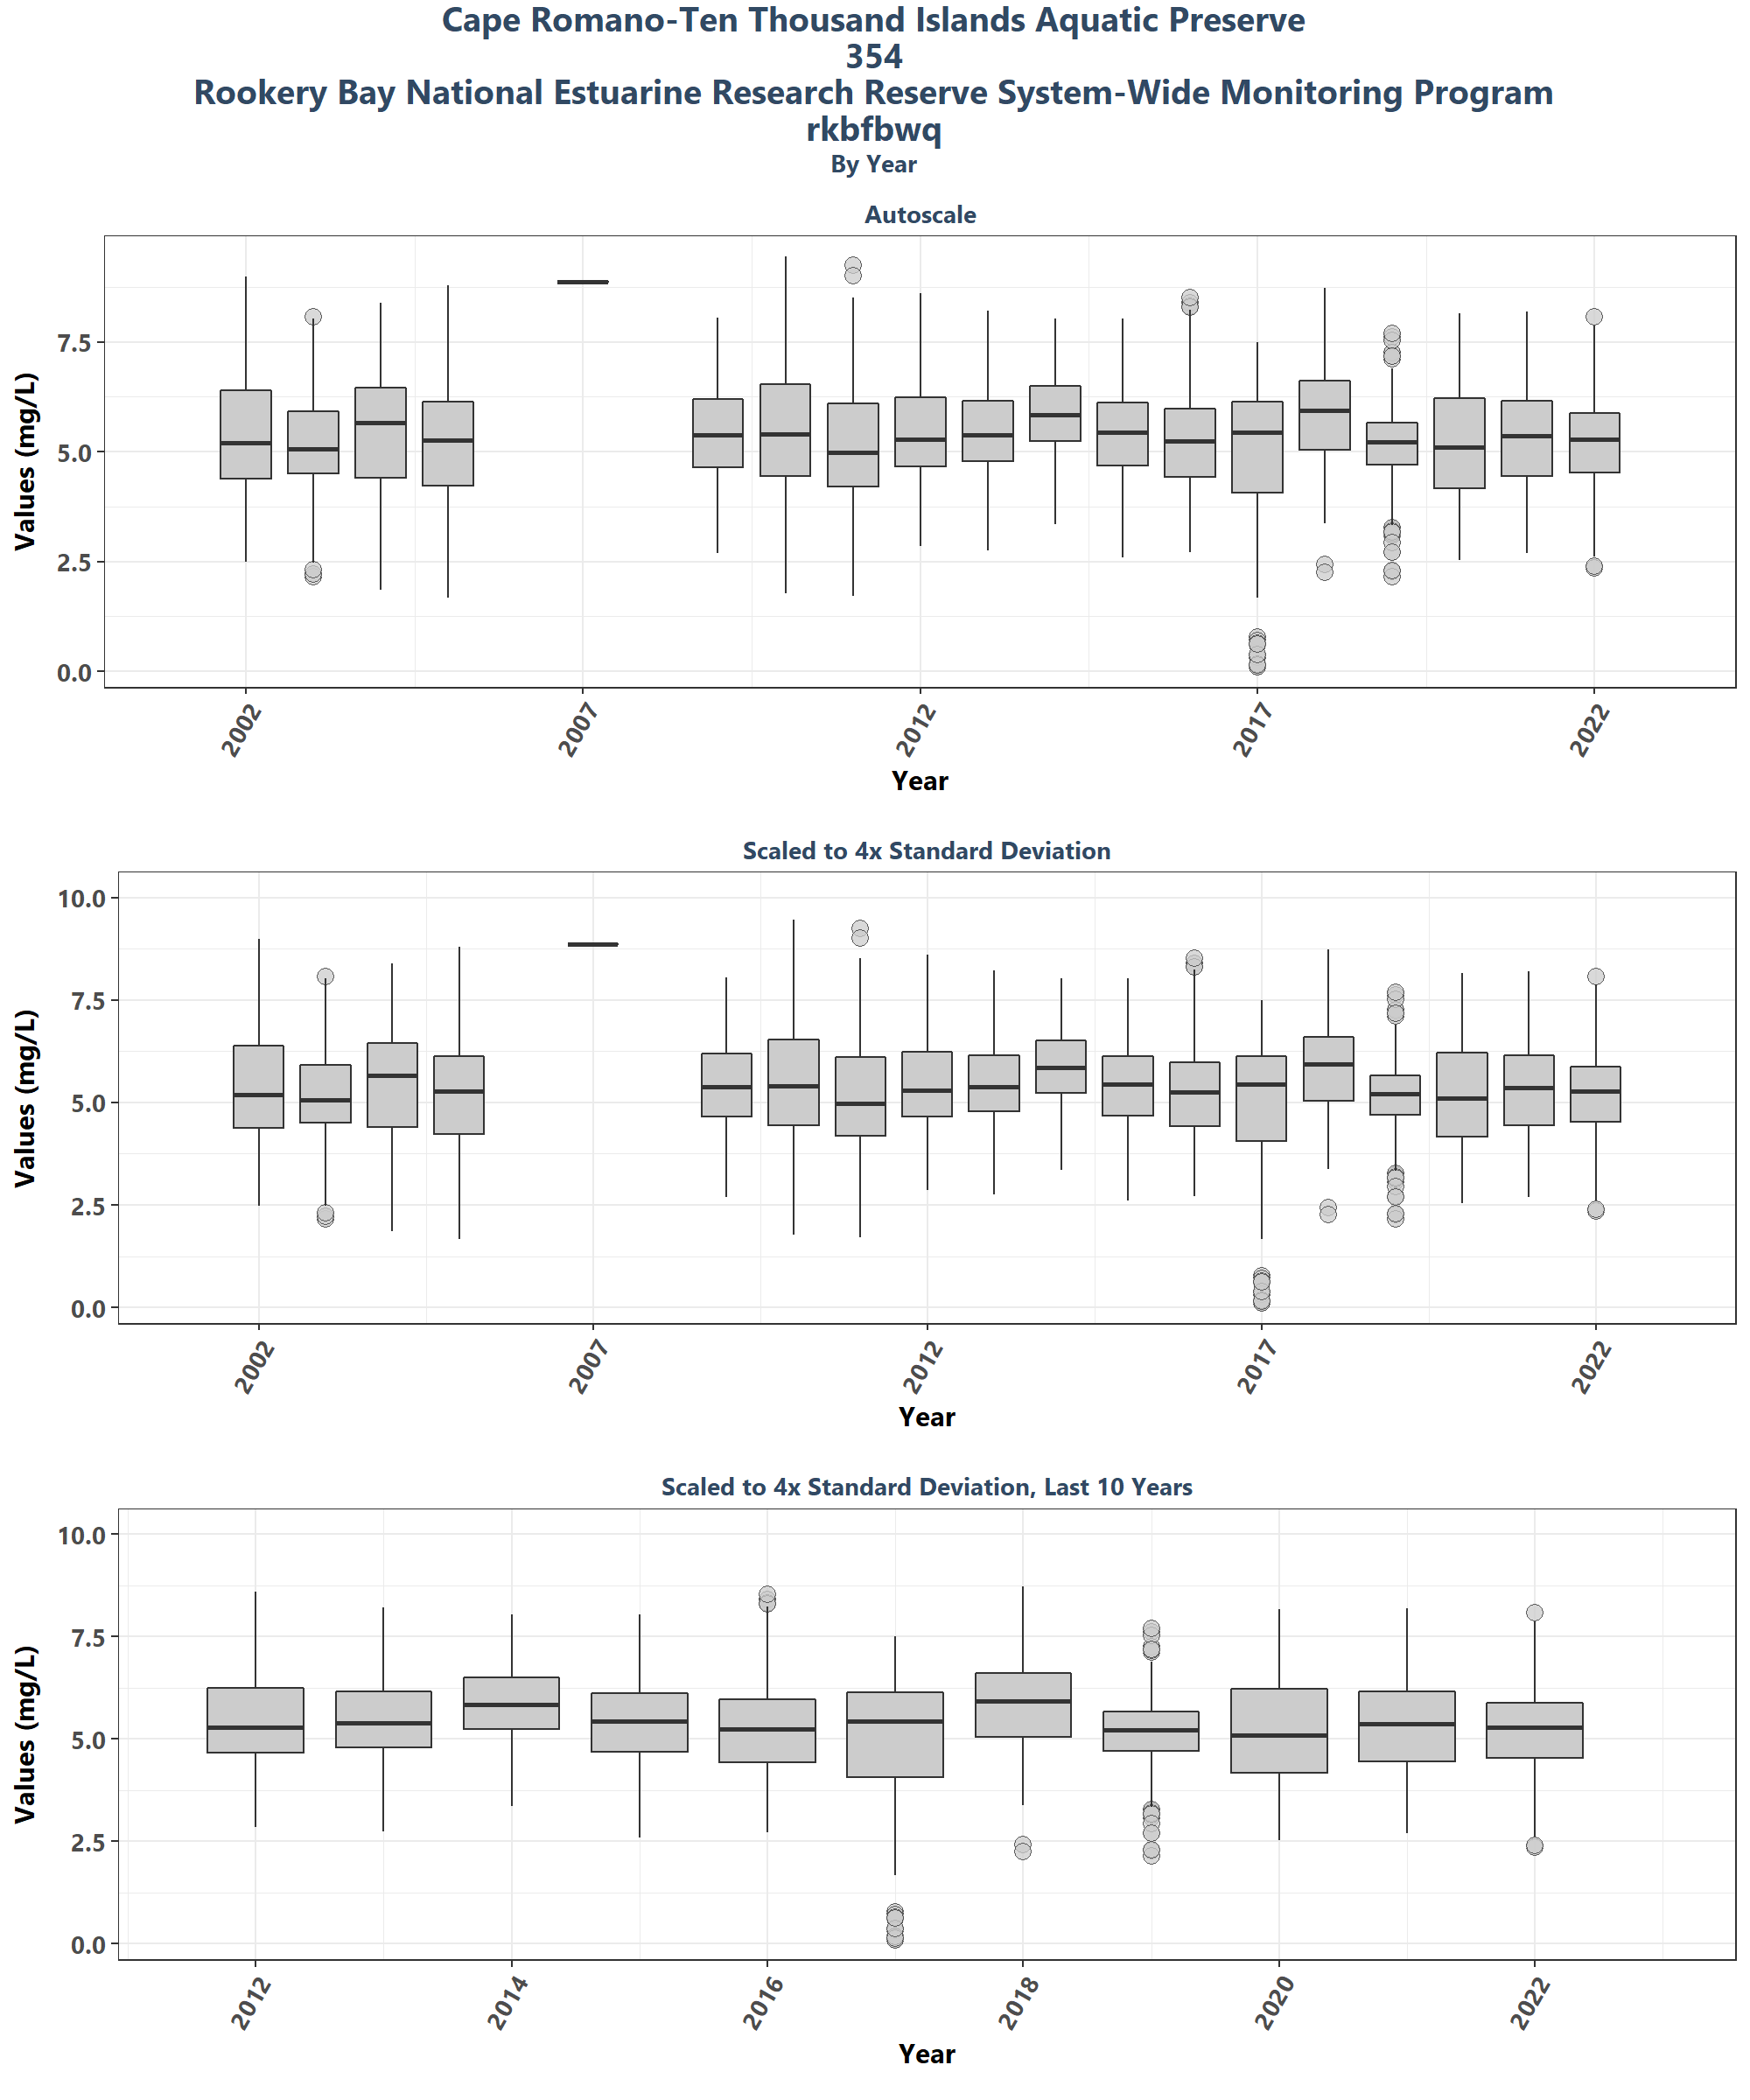 Cape Romano-Ten Thousand Islands Aquatic Preserve
354
Rookery Bay National Estuarine Research Reserve System-Wide Monitoring Program
rkbfbwq
By Year
Autoscale
Values (mg/L)
7.5
5.0
2.5
0.0
2002
2007
2012
2017
2022
Year
Scaled to 4x Standard Deviation
Values (mg/L)
10.0
7.5
5.0
2.5
0.0
2002
2007
2012
2017
2022
Year
Scaled to 4x Standard Deviation, Last 10 Years
Values (mg/L)
10.0
7.5
5.0
2.5
0.0
2012
2014
2016
2018
2020
2022
Year